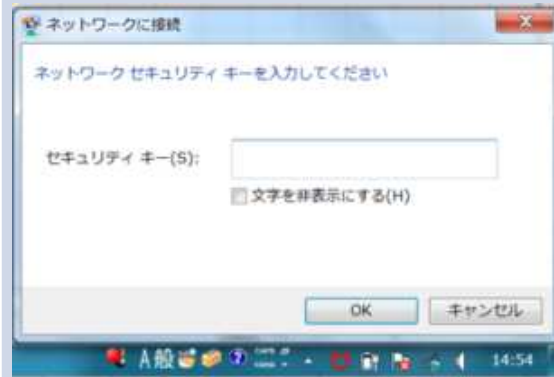 ネットワークに接続
ネットワーク セキュリティ キーを入力してください
セキュリティ キー(S):
文字を非表示にする(H)
OK
キャンセル
A 般
14:54